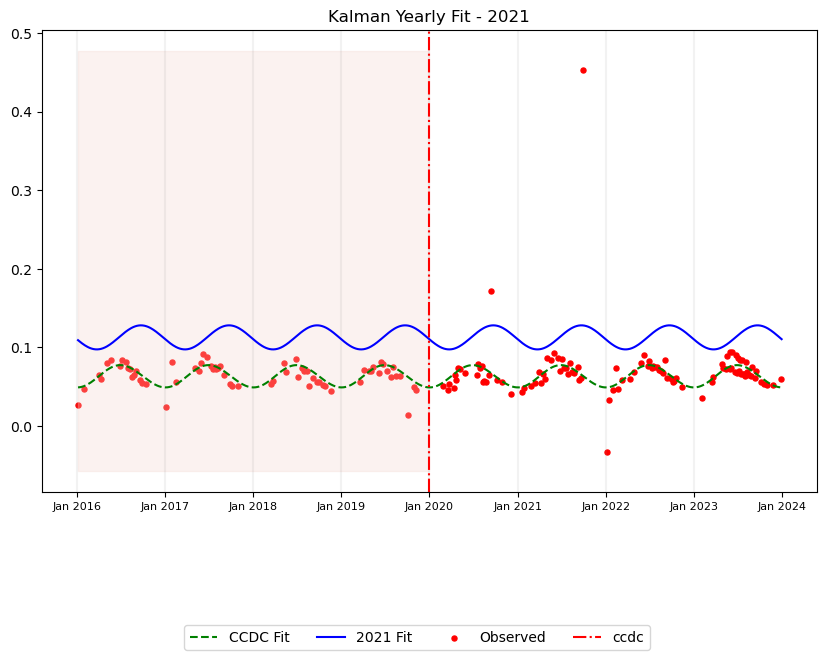 Kalman Yearly Fit - 2021
0.5
0.4
0.3
0.2
0.1
0.0
Jan 2016 Jan 2017 Jan 2018 Jan 2019 Jan 2020 Jan 2021 Jan 2022 Jan 2023 Jan 2024
CCDC Fit 2021 Fit Observed ccdc